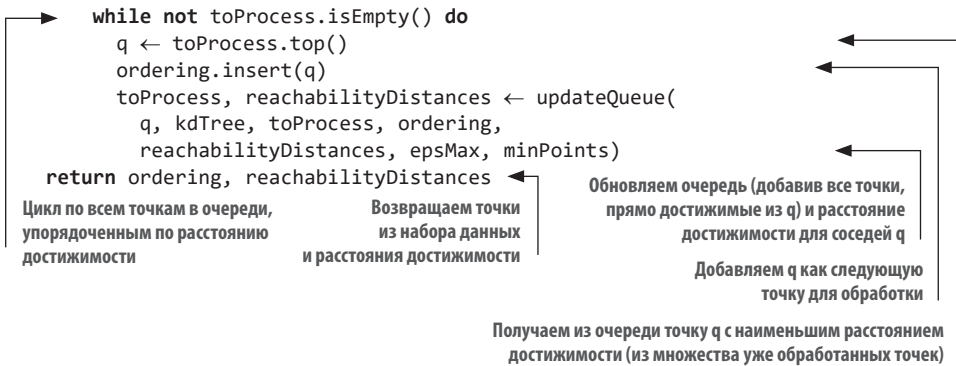 while not toProcess.isEmpty() do
q ← toProcess.top()
ordering.insert(q)
toProcess, reachabilityDistances ← updateQueue(
q, kdTree, toProcess, ordering,
reachabilityDistances, epsMax, minPoints)
return ordering, reachabilityDistances
Цикл по всем точкам в очереди,
упорядоченным по расстоянию
достижимости
Возвращаем точки
из набора данных
и расстояния достижимости
Обновляем очередь (добавив все точки,
прямо достижимые из q) и расстояние
достижимости для соседей q
Добавляем q как следующую
точку для обработки
Получаем из очереди точку q с наименьшим расстоянием
достижимости (из множества уже обработанных точек)